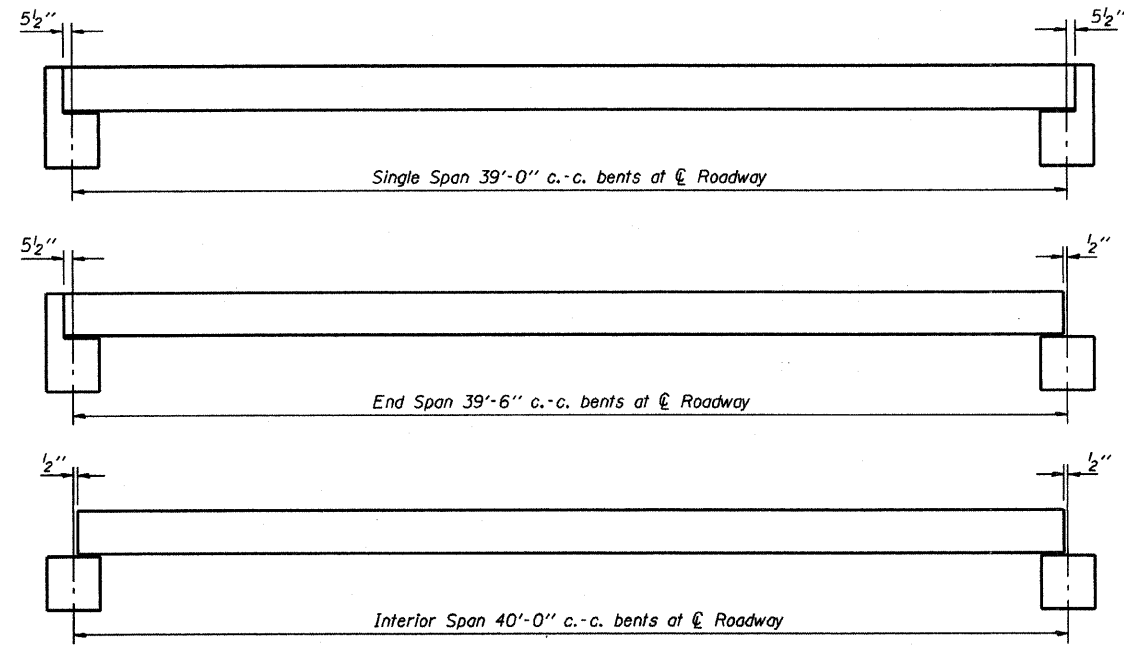 5½" 5½"
Single Span 39'-0" c.-c. bents at ℄ Roadway
5½" ½"
End Span 39'-6" c.-c. bents at ℄ Roadway
½" ½"
Interior Span 40'-0" c.-c. bents at ℄ Roadway